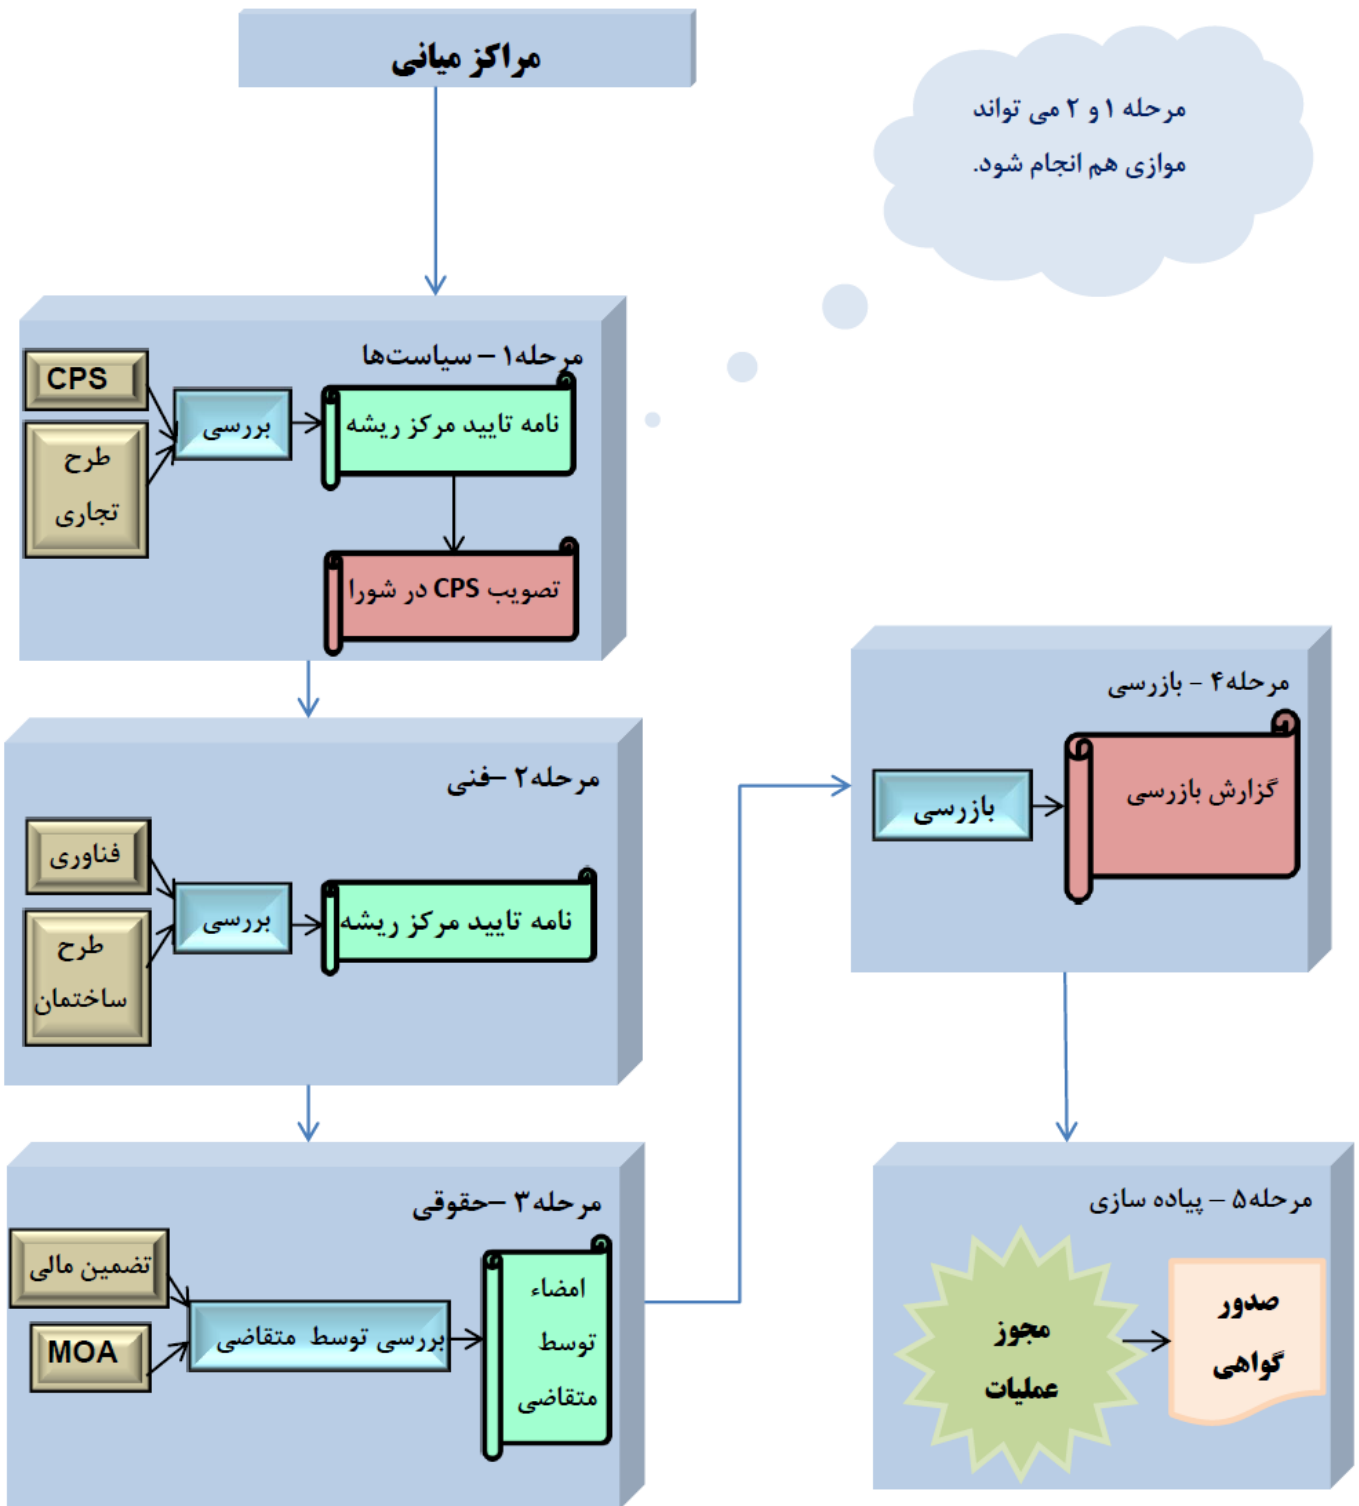 مراکز میانی
مرحله ۱ و ۲ می تواند
موازی هم انجام شود.
مرحله۱ – سیاست‌ها
CPS
طرح
تجاری
بررسی
نامه تایید مرکز ریشه
تصویب CPS در شورا
مرحله۲ –فنی
فناوری
طرح
ساختمان
بررسی
نامه تایید مرکز ریشه
مرحله۳ –حقوقی
تضمین مالی
MOA
بررسی توسط متقاضی
امضاء
توسط
متقاضی
مرحله۴ – بازرسی
بازرسی
گزارش بازرسی
مرحله۵ – پیاده سازی
مجوز
عملیات
صدور
گواهی